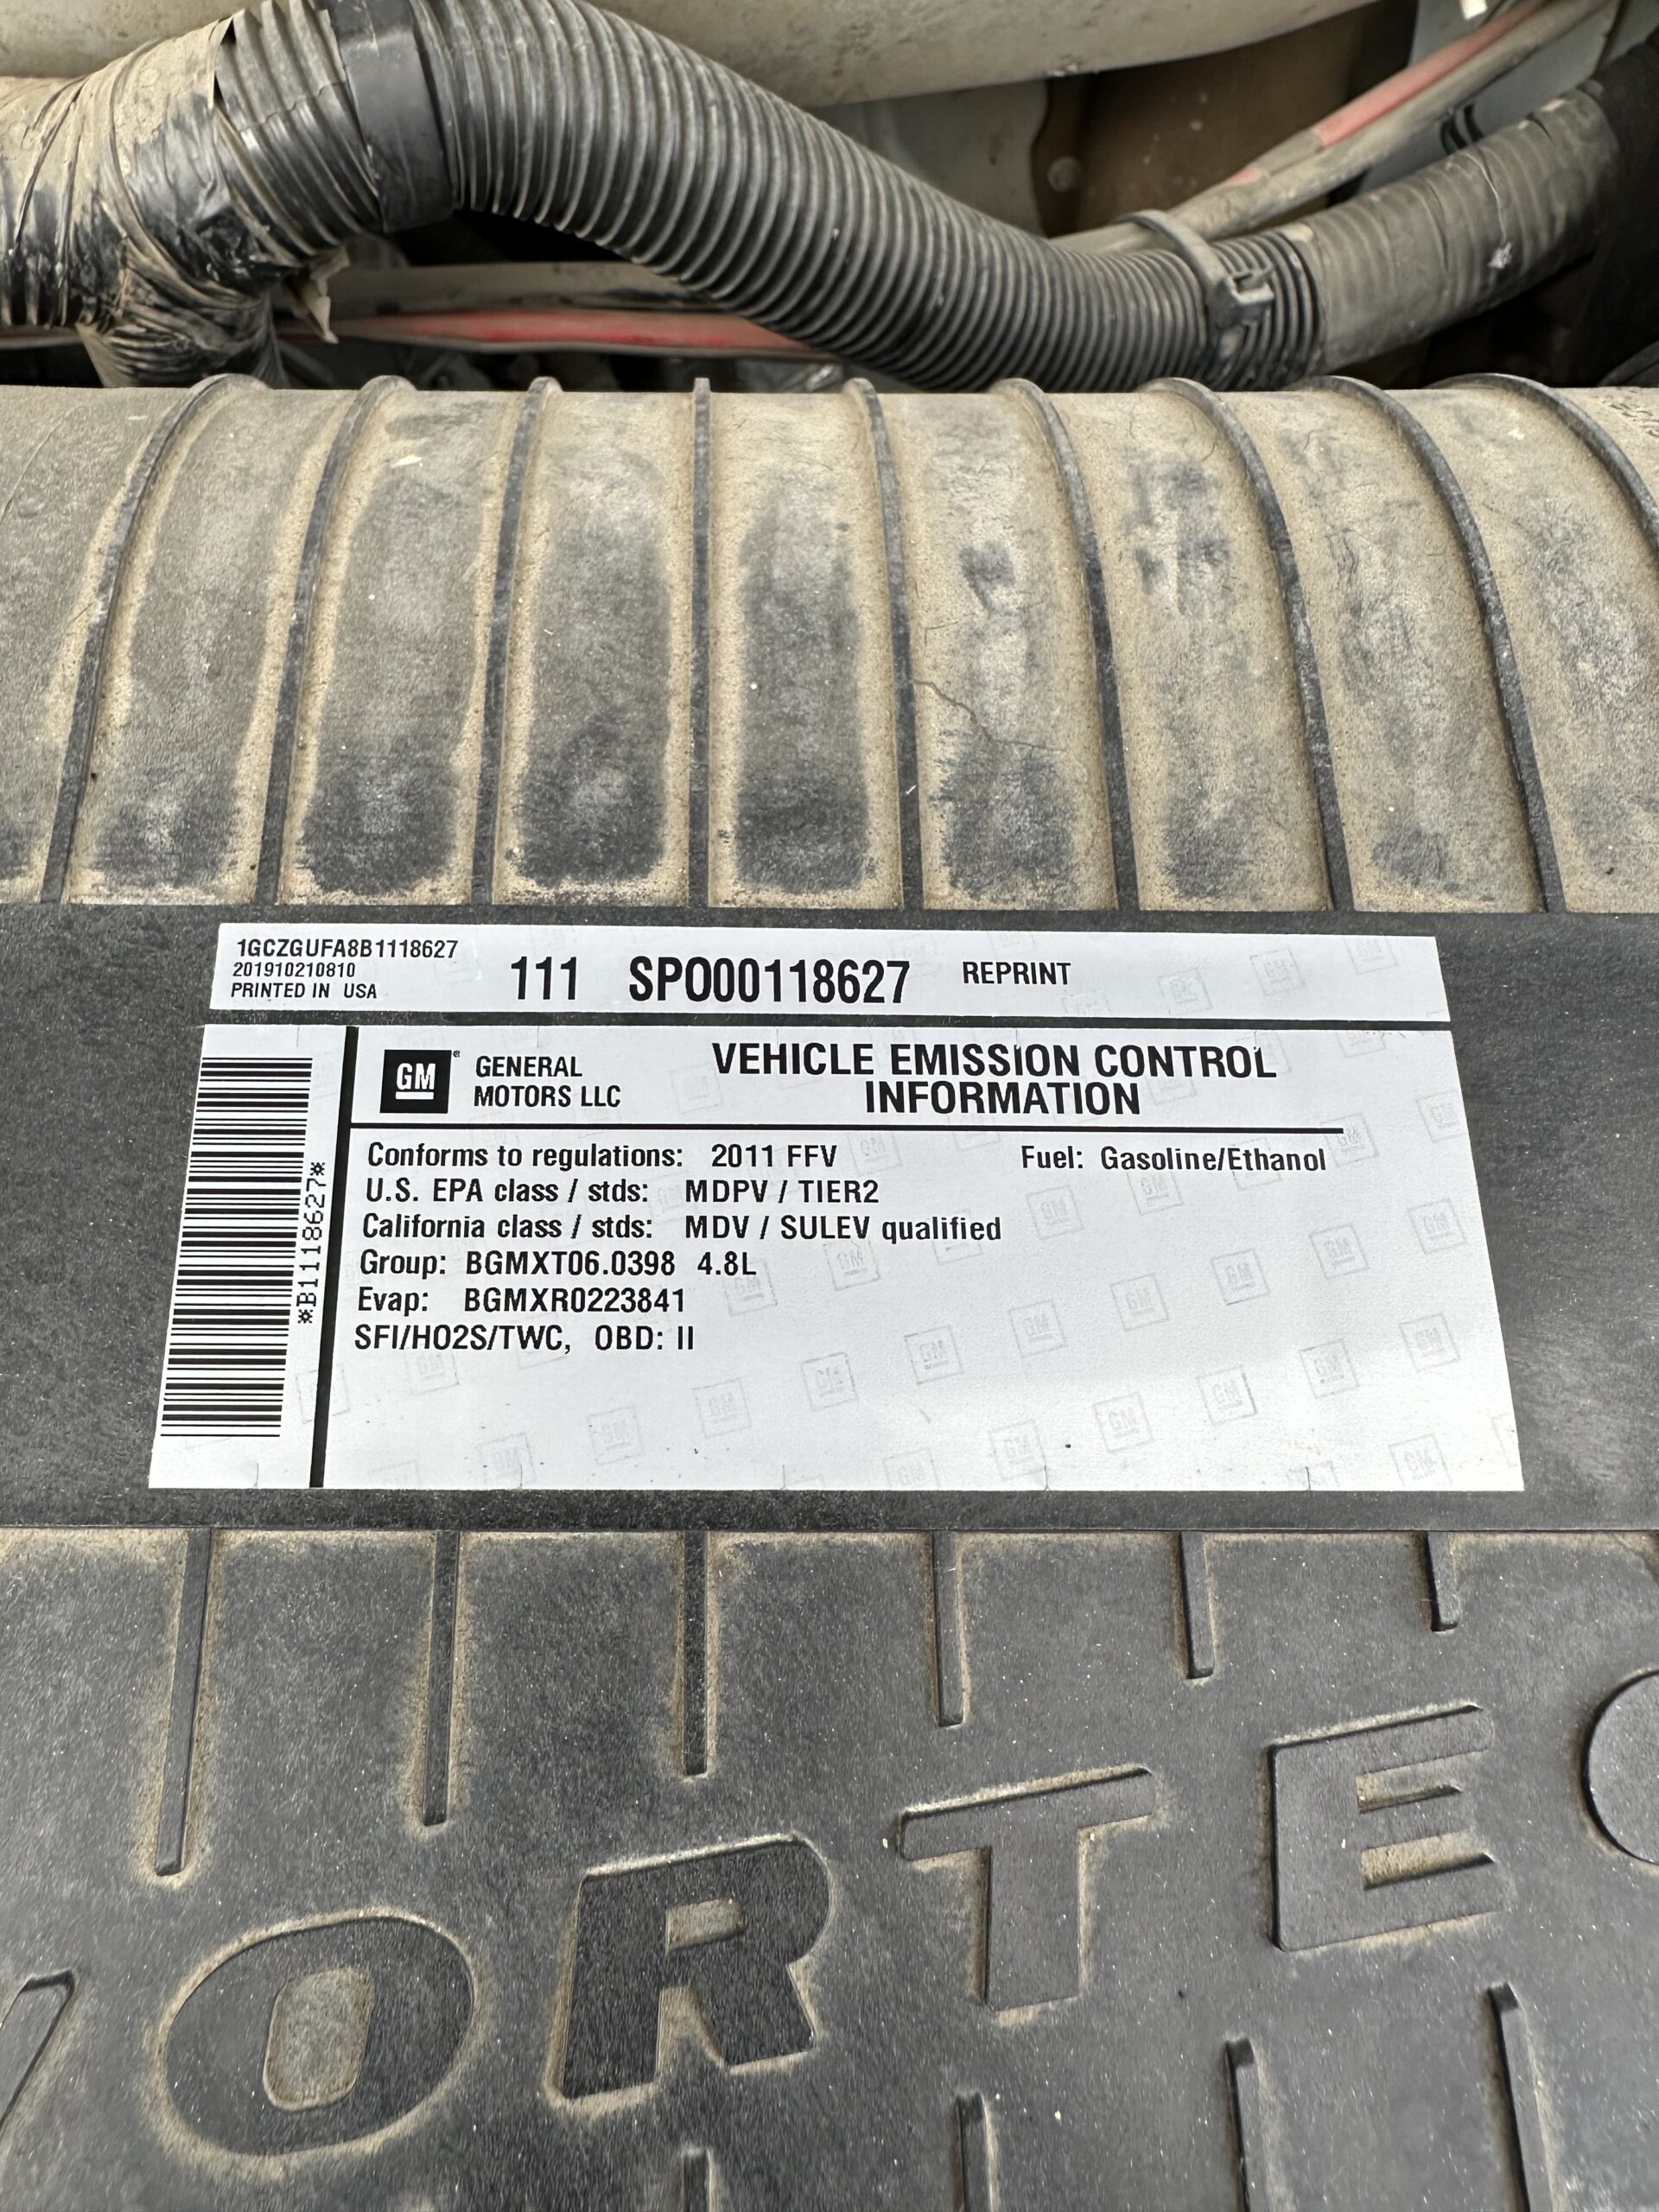 1GCZGUFA8B1118627
201910210810
PRINTED IN USA
111 SPO00118627 REPRINT
*B1118627*
GM
GENERAL
MOTORS LLC
VEHICLE EMISSION CONTROL
INFORMATION
Conforms to regulations: 2011 FFV Fuel: Gasoline/Ethanol
U.S. EPA class / stds: MDPV / TIER2
California class / stds: MDV / SULEV qualified
Group: BGMXT06.0398 4.8L
Evap: BGMXR0223841
SFI/HO2S/TWC, OBD: II
VORTEC